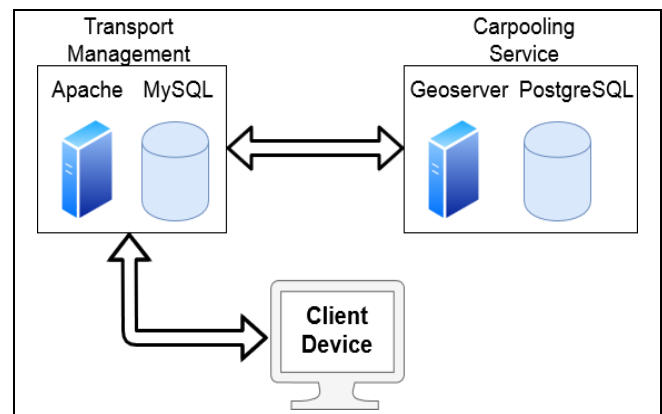 Transport
Management
Carpooling
Service
Apache MySQL
Geoserver PostgreSQL
Client
Device